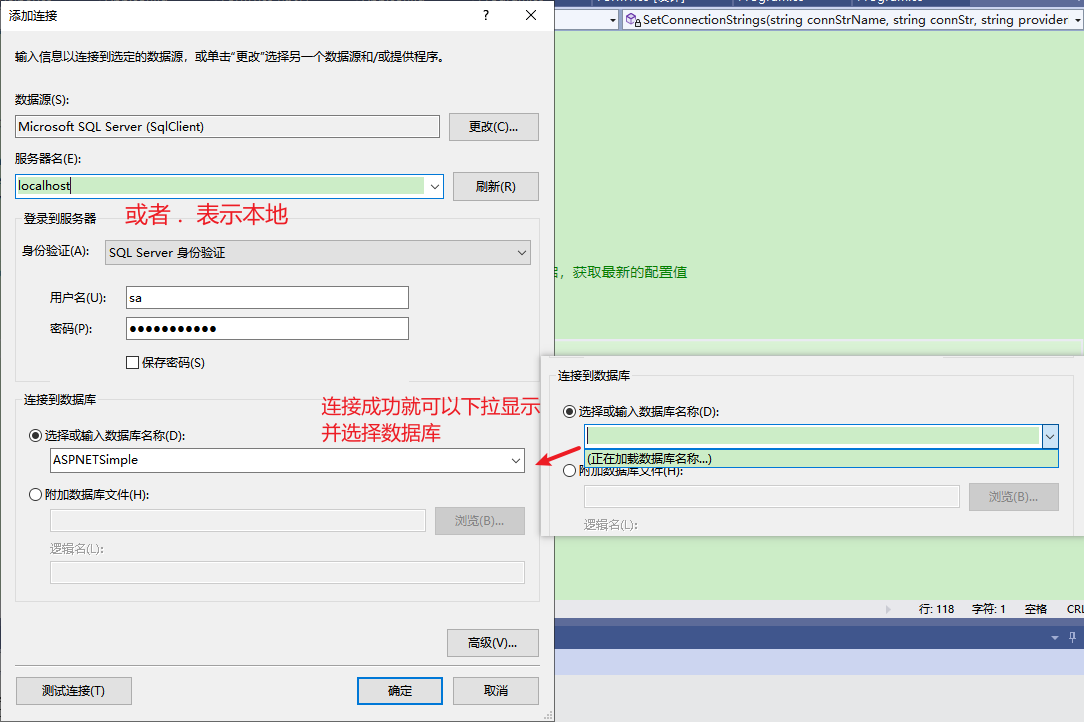 添加连接
?
SetConnectionStrings(string connStrName, string connStr, string provider
输入信息以连接到选定的数据源，或单击“更改”选择另一个数据源和/或提供程序。
数据源(S):
Microsoft SQL Server (SqlClient)
更改(C)...
服务器名(E):
localhost
刷新(R)
或者 . 表示本地
登录到服务器
身份验证(A):
SQL Server 身份验证
，获取最新的配置值
用户名(U):
sa
密码(P):
●●●●●●●●●●●
保存密码(S)
连接到数据库
连接成功就可以下拉显示
并选择数据库
选择或输入数据库名称(D):
ASPNETSimple
附加数据库文件(H):
浏览(B)...
逻辑名(L):
连接到数据库
选择或输入数据库名称(D):
(正在加载数据库名称...)
附加数据库文件(H):
浏览(B)...
逻辑名(L):
行: 118
字符: 1
空格
CRL
高级(V)...
测试连接(T)
确定
取消